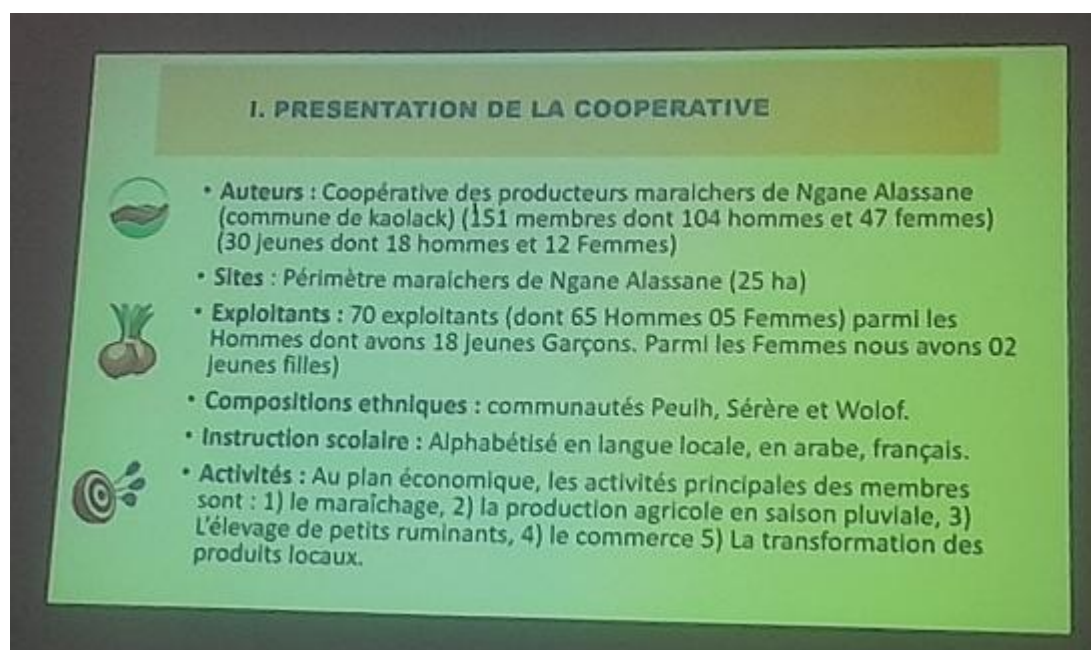 I. PRESENTATION DE LA COOPERATIVE
• Auteurs : Coopérative des producteurs maraichers de Ngane Alassane
(commune de kaolack) (151 membres dont 104 hommes et 47 femmes)
(30 jeunes dont 18 hommes et 12 Femmes)
• Sites : Périmètre maraichers de Ngane Alassane (25 ha)
• Exploitants : 70 exploitants (dont 65 Hommes 05 Femmes) parmi les
Hommes dont avons 18 jeunes Garçons. Parmi les Femmes nous avons 02
jeunes filles)
• Compositions ethniques : communautés Peulh, Sérère et Wolof.
• Instruction scolaire : Alphabétisé en langue locale, en arabe, français.
• Activités : Au plan économique, les activités principales des membres
sont : 1) le maraîchage, 2) la production agricole en saison pluviale, 3)
L'élevage de petits ruminants, 4) le commerce 5) La transformation des
produits locaux.